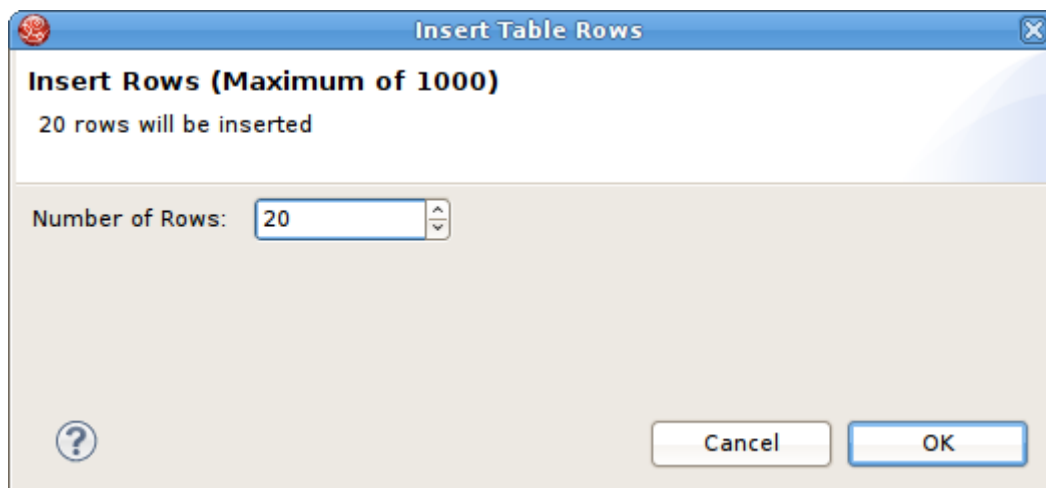 Insert Table Rows
Insert Rows (Maximum of 1000)
20 rows will be inserted
Number of Rows: 20
Cancel OK